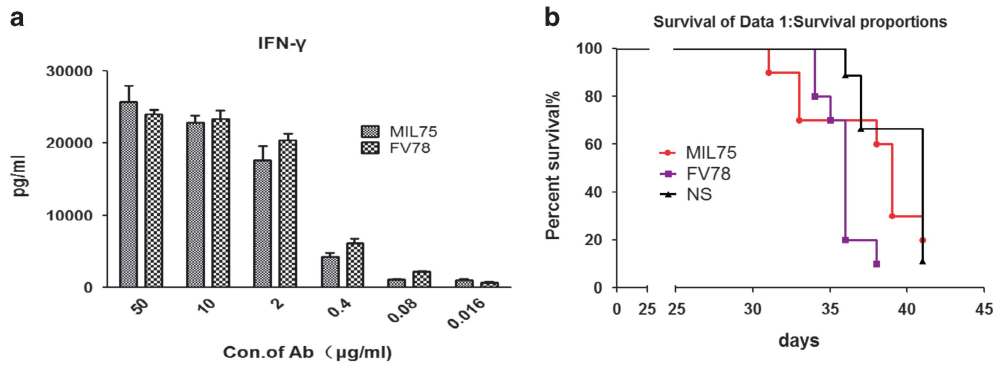 a
IFN-γ
30000
20000
10000
0
pg/ml
MIL75
FV78
50
10
2
0.4
0.08
0.016
Con.of Ab（μg/ml）
b
Survival of Data 1:Survival proportions
100
80
60
40
20
0
Percent survival%
MIL75
FV78
NS
0
25
25
30
35
40
45
days